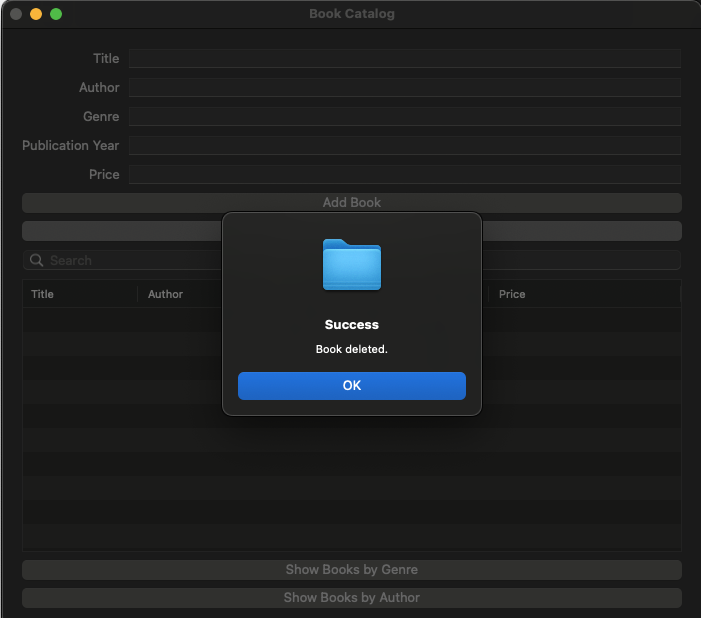 Book Catalog
Title
Author
Genre
Publication Year
Price
Add Book
Search
Title Author Price
Success
Book deleted.
OK
Show Books by Genre
Show Books by Author